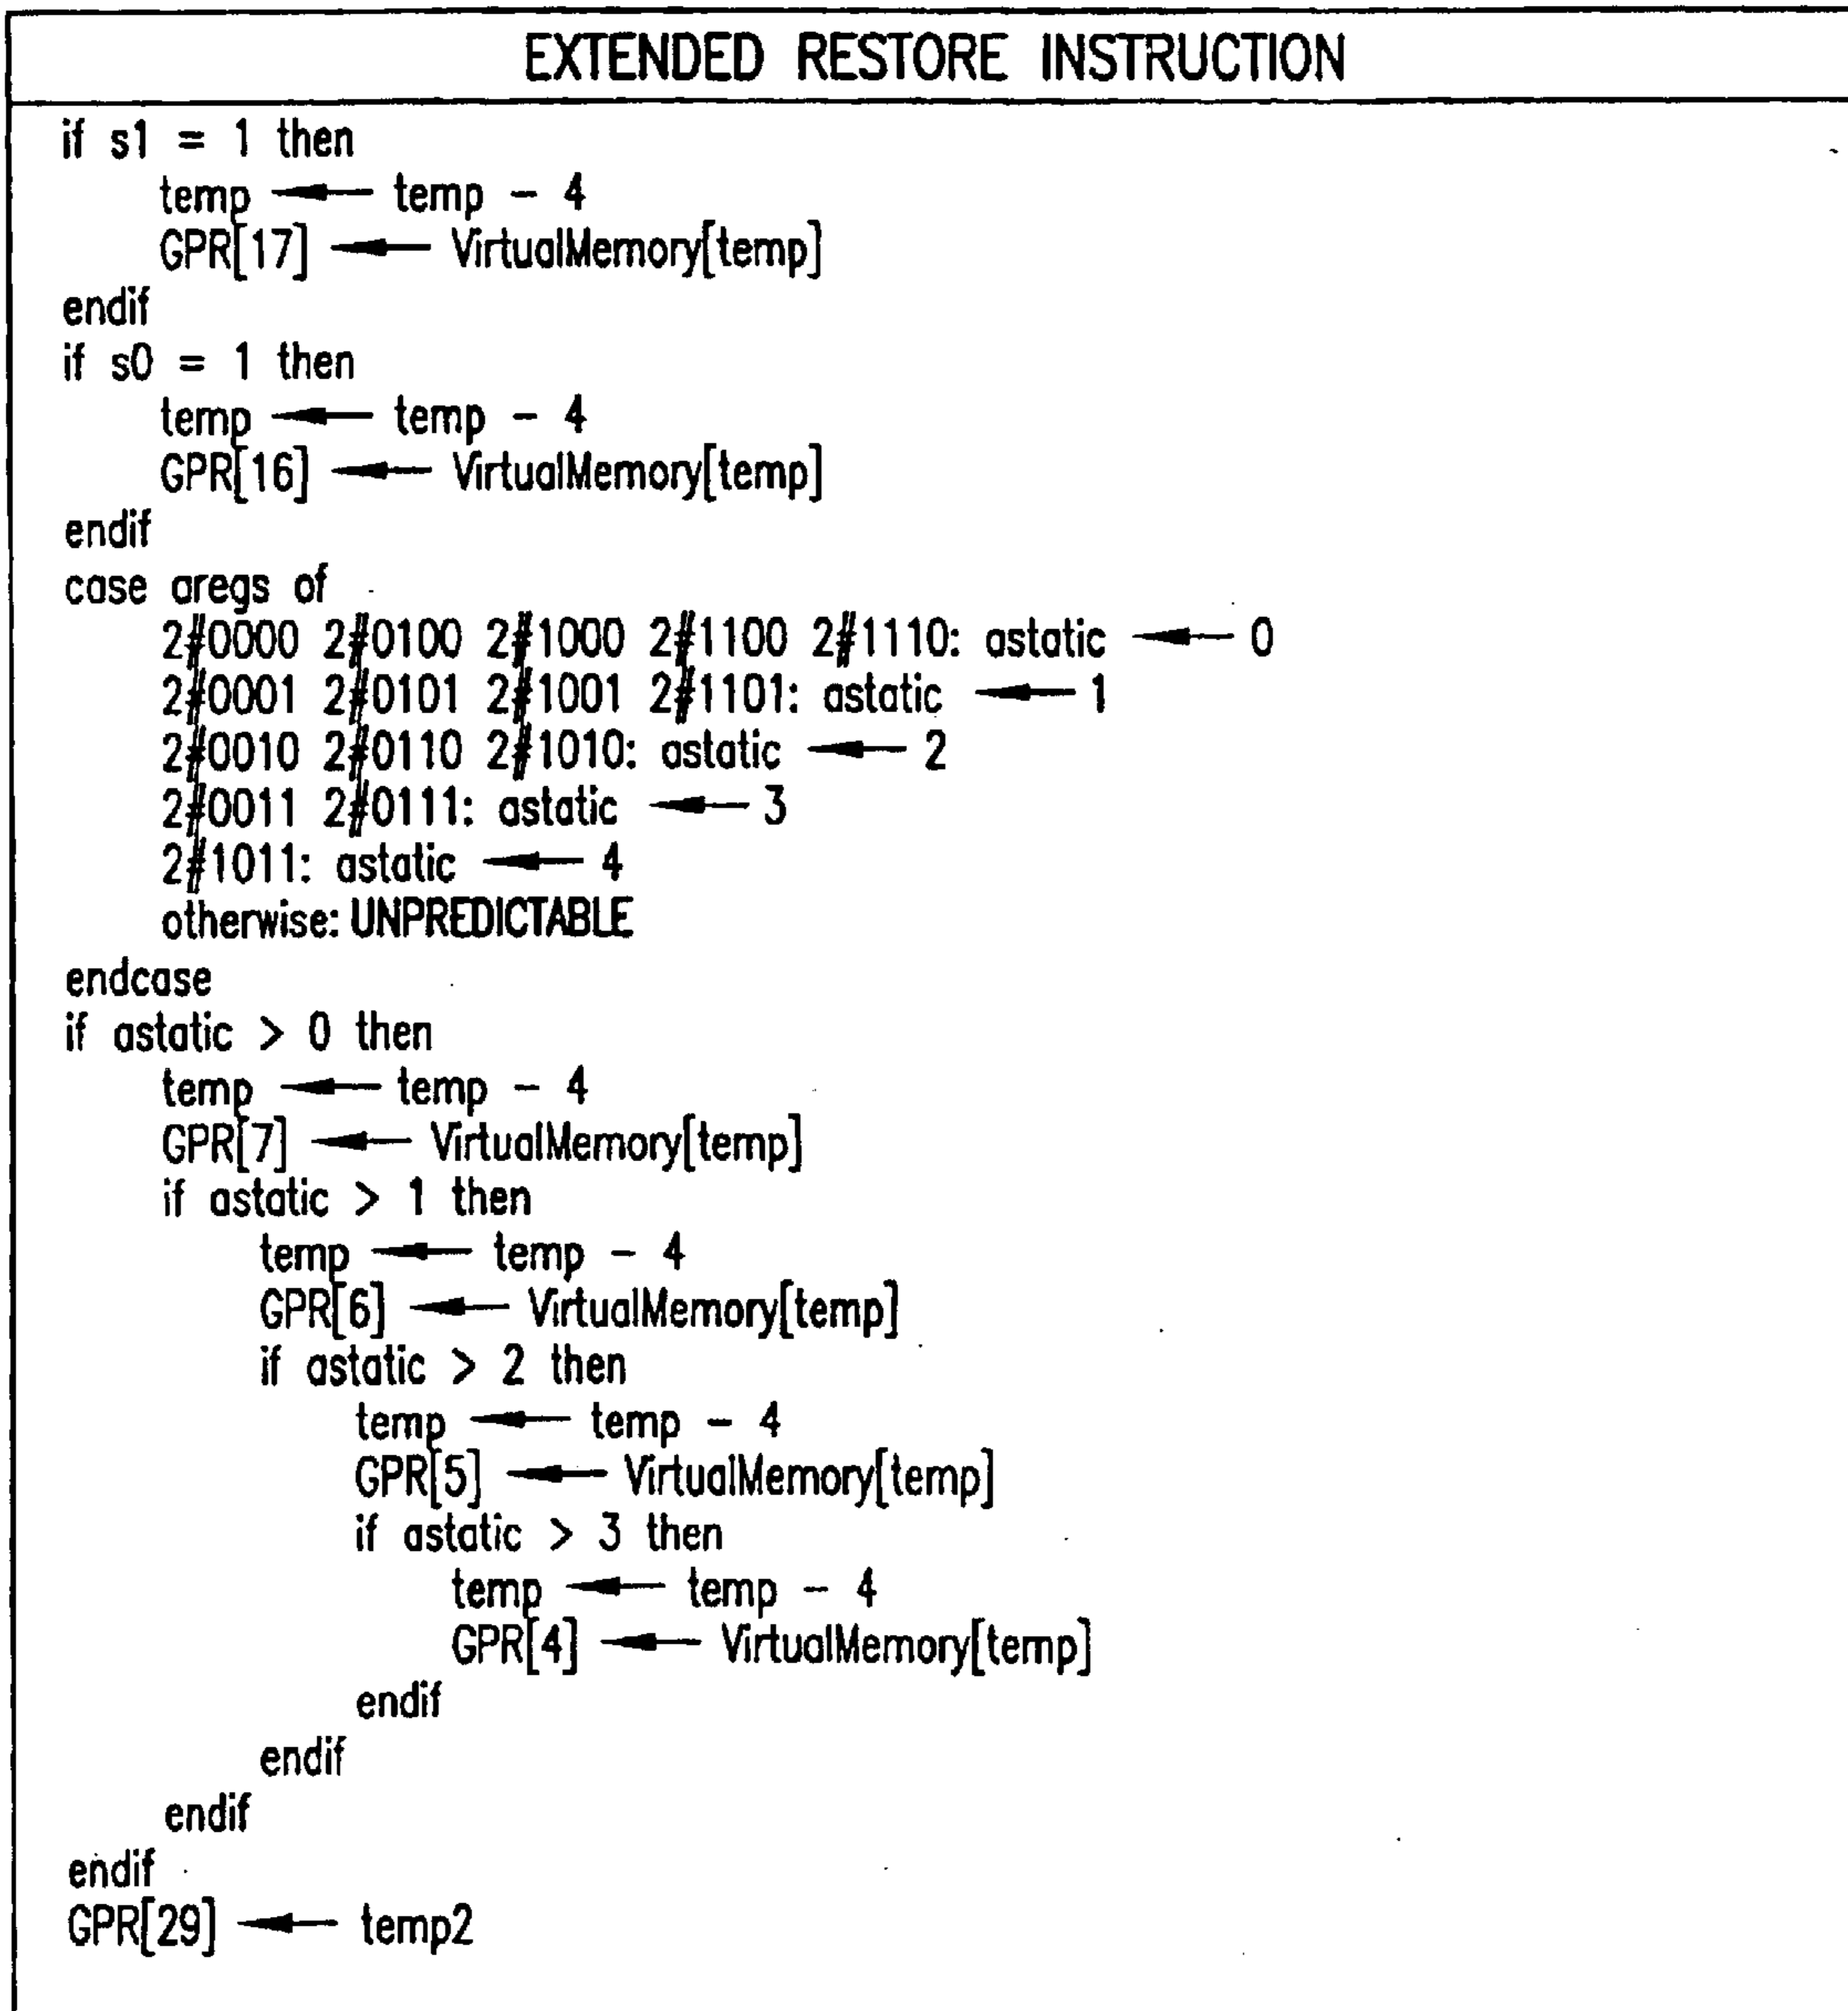 EXTENDED RESTORE INSTRUCTION
if s1 = 1 then
temp ← temp – 4
GPR[17] ← VirtualMemory[temp]
endif
if s0 = 1 then
temp ← temp – 4
GPR[16] ← VirtualMemory[temp]
endif
case aregs of
2#0000 2#0100 2#1000 2#1100 2#1110: astatic ← 0
2#0001 2#0101 2#1001 2#1101: astatic ← 1
2#0010 2#0110 2#1010: astatic ← 2
2#0011 2#0111: astatic ← 3
2#1011: astatic ← 4
otherwise: UNPREDICTABLE
endcase
if astatic > 0 then
temp ← temp – 4
GPR[7] ← VirtualMemory[temp]
if astatic > 1 then
temp ← temp – 4
GPR[6] ← VirtualMemory[temp]
if astatic > 2 then
temp ← temp – 4
GPR[5] ← VirtualMemory[temp]
if astatic > 3 then
temp ← temp – 4
GPR[4] ← VirtualMemory[temp]
endif
endif
endif
endif
GPR[29] ← temp2